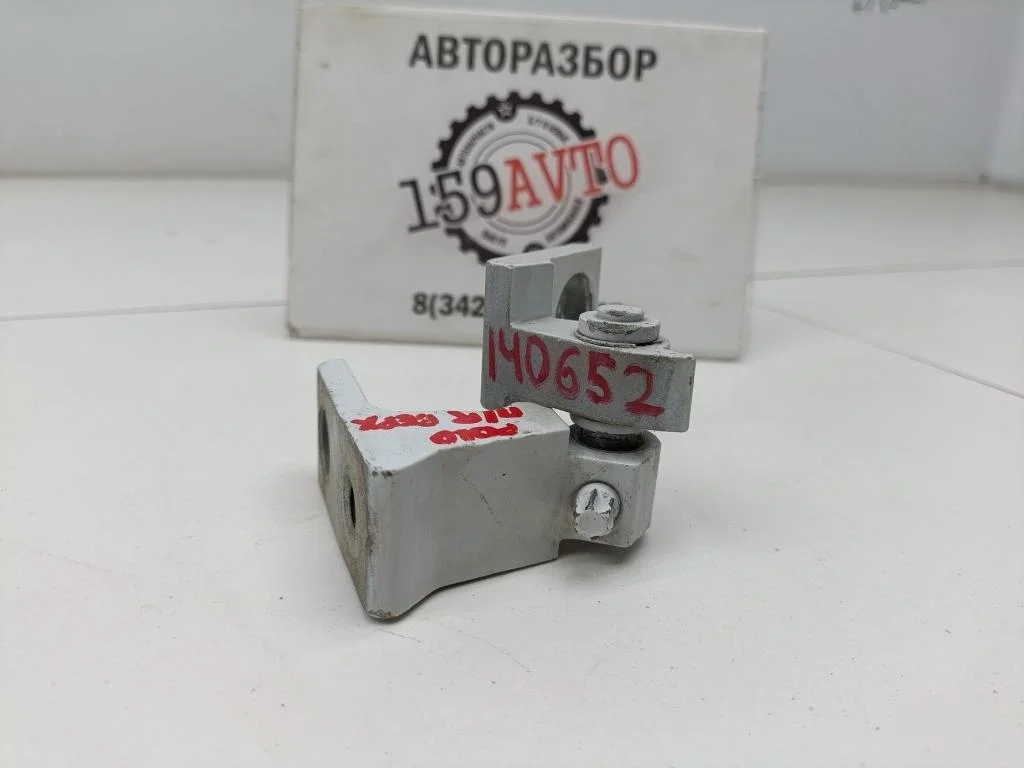 АВТОРАЗБОР
159AVTO
8(342
140652
POLO
п/R ВЕРХ